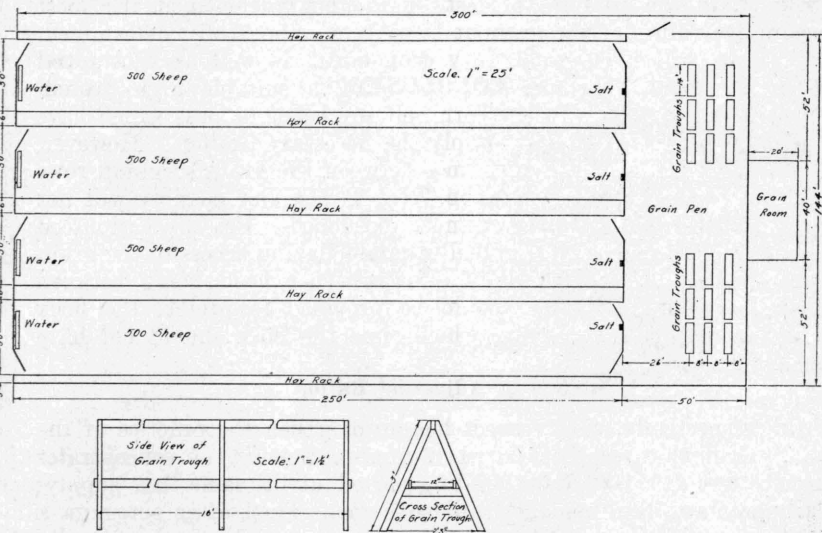 300'
Hay Rack
500 Sheep
Scale. 1"=25'
Water
Salt
6'
Hay Rack
500 Sheep
Water
Salt
Hay Rack
500 Sheep
Water
Salt
Hay Rack
500 Sheep
Water
Salt
Hay Rack
Grain Troughs
Grain Pen
Grain Troughs
Grain
Room
52'
40'
52'
144'
8'
8'
8'
250'
50'
Side View of
Grain Trough
Scale: 1"=1½'
16'
12"
Cross Section
of Grain Trough